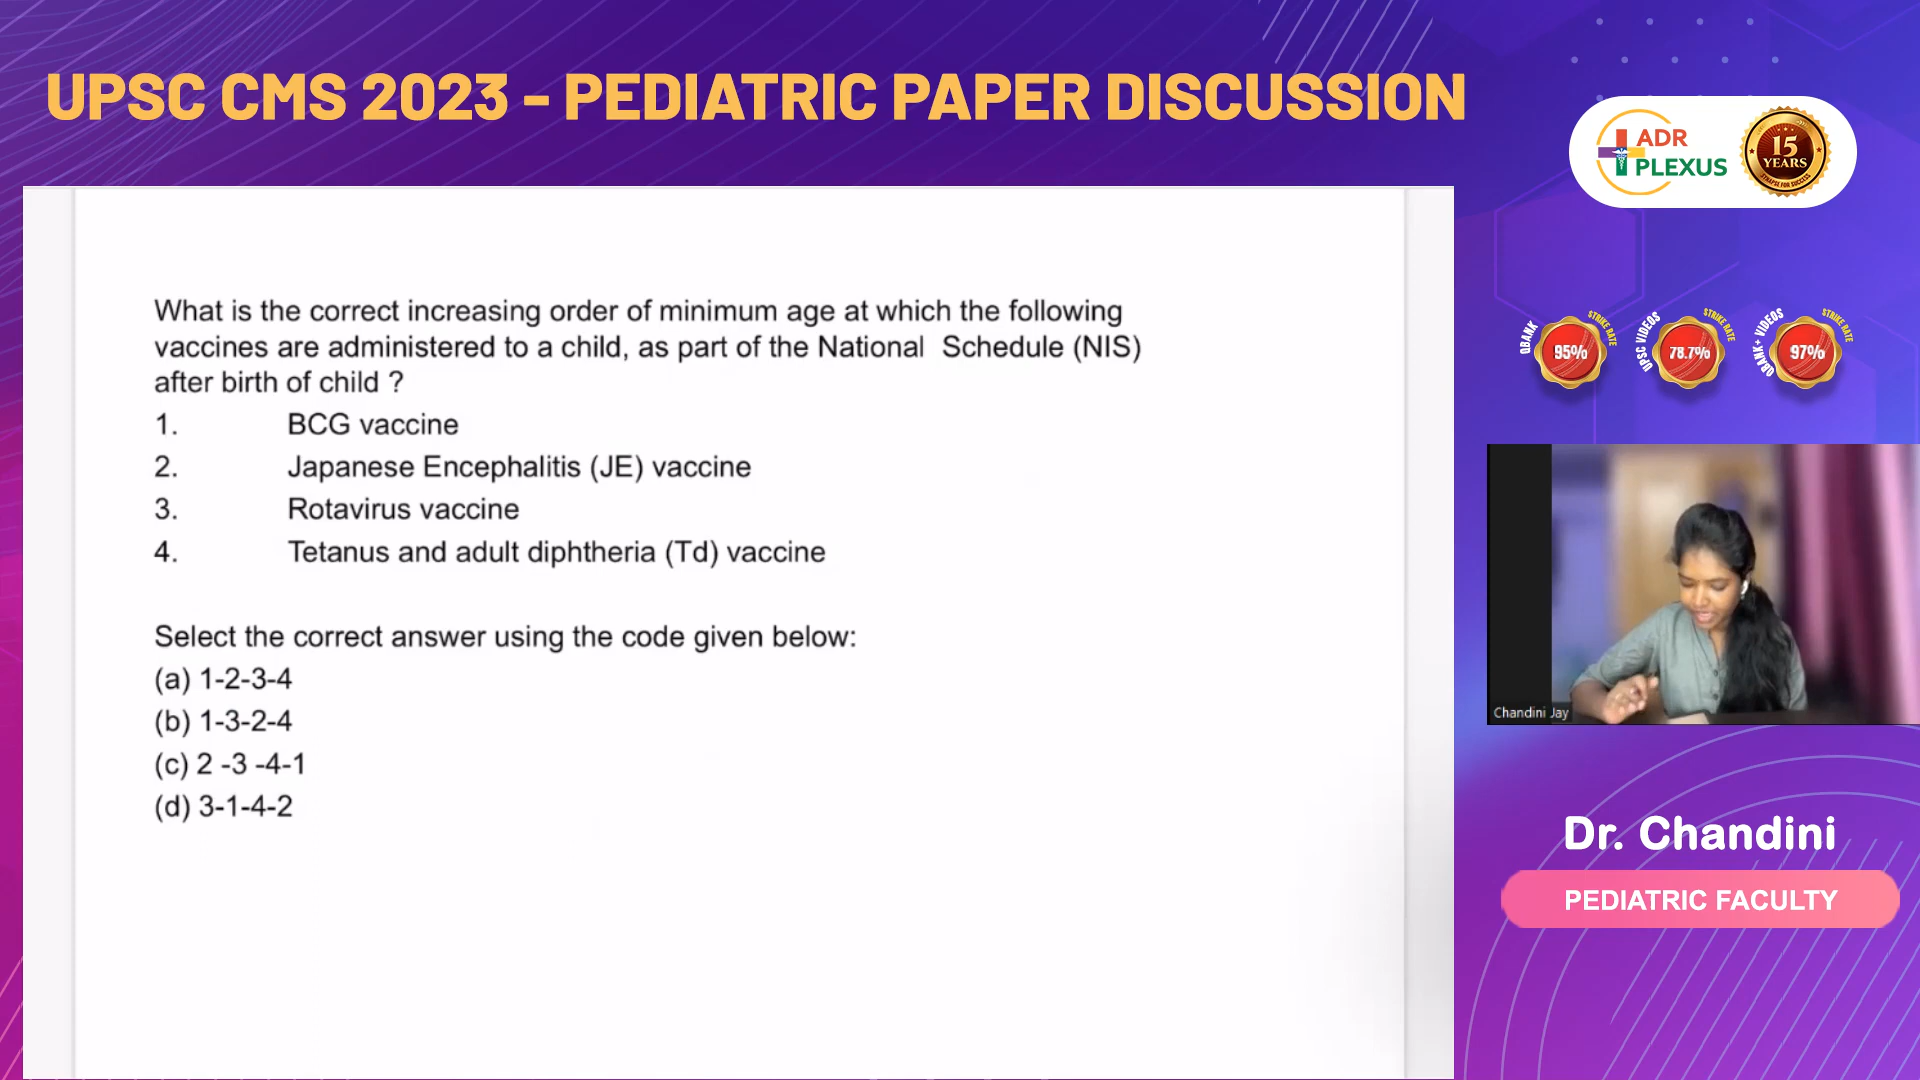 UPSC CMS 2023 - PEDIATRIC PAPER DISCUSSION
ADR
PLEXUS
15
YEARS
What is the correct increasing order of minimum age at which the following
vaccines are administered to a child, as part of the National Schedule (NIS)
after birth of child ?
1. BCG vaccine
2. Japanese Encephalitis (JE) vaccine
3. Rotavirus vaccine
4. Tetanus and adult diphtheria (Td) vaccine
Select the correct answer using the code given below:
(a) 1-2-3-4
(b) 1-3-2-4
(c) 2 -3 -4-1
(d) 3-1-4-2
QBANK 95% STRIKE RATE
UPSC VIDEOS 78.7% STRIKE RATE
QBANK+ VIDEOS 97% STRIKE RATE
Chandini Jay
Dr. Chandini
PEDIATRIC FACULTY